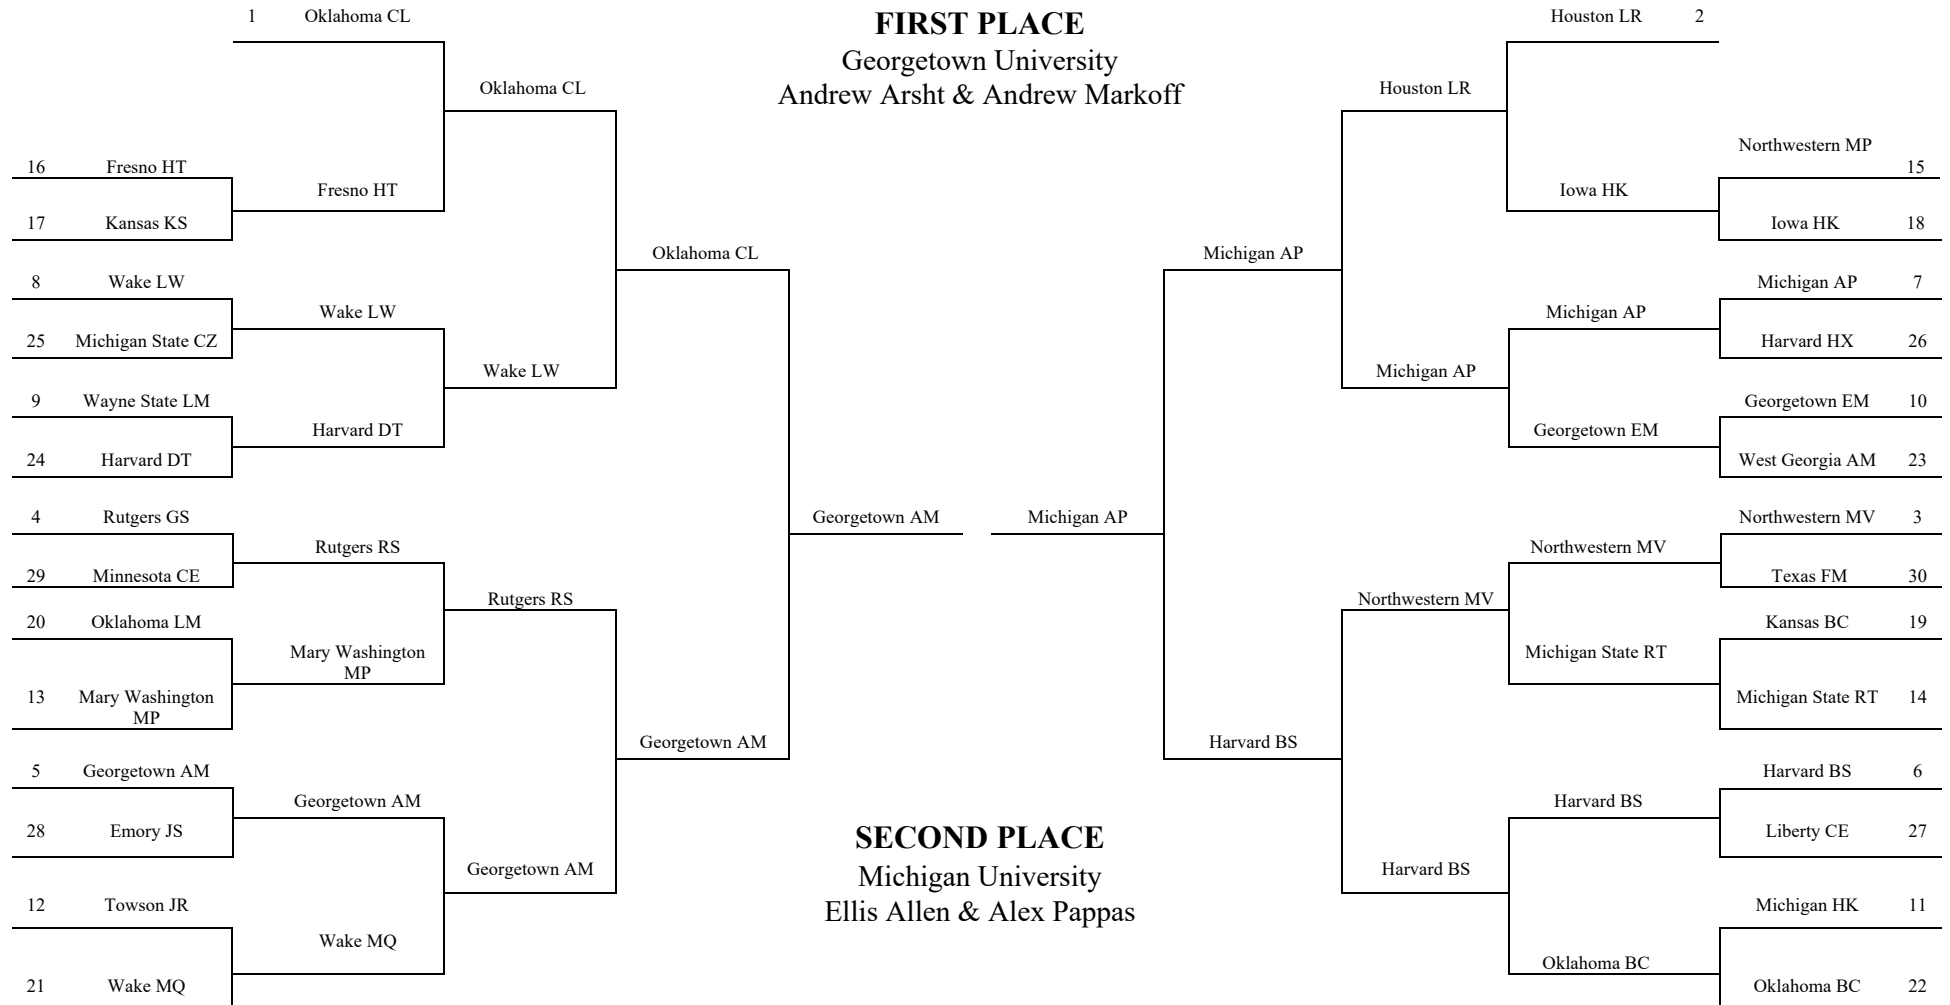 1 Oklahoma CL
FIRST PLACE
Georgetown University
Andrew Arsht & Andrew Markoff
Houston LR 2
Oklahoma CL
Houston LR
16 Fresno HT
Fresno HT
17 Kansas KS
Northwestern MP
15
Iowa HK
Iowa HK 18
Oklahoma CL
Michigan AP
8 Wake LW
Wake LW
25 Michigan State CZ
Michigan AP 7
Michigan AP
Harvard HX 26
Wake LW
Michigan AP
9 Wayne State LM
Harvard DT
24 Harvard DT
Georgetown EM 10
Georgetown EM
West Georgia AM 23
Georgetown AM
Michigan AP
4 Rutgers GS
Rutgers RS
29 Minnesota CE
Northwestern MV 3
Northwestern MV
Texas FM 30
Rutgers RS
Northwestern MV
20 Oklahoma LM
Mary Washington
MP
13 Mary Washington
MP
Kansas BC 19
Michigan State RT
Michigan State RT 14
Georgetown AM
Harvard BS
5 Georgetown AM
Georgetown AM
28 Emory JS
Harvard BS 6
Harvard BS
Liberty CE 27
SECOND PLACE
Michigan University
Ellis Allen & Alex Pappas
Georgetown AM
Harvard BS
12 Towson JR
Wake MQ
21 Wake MQ
Michigan HK 11
Oklahoma BC
Oklahoma BC 22